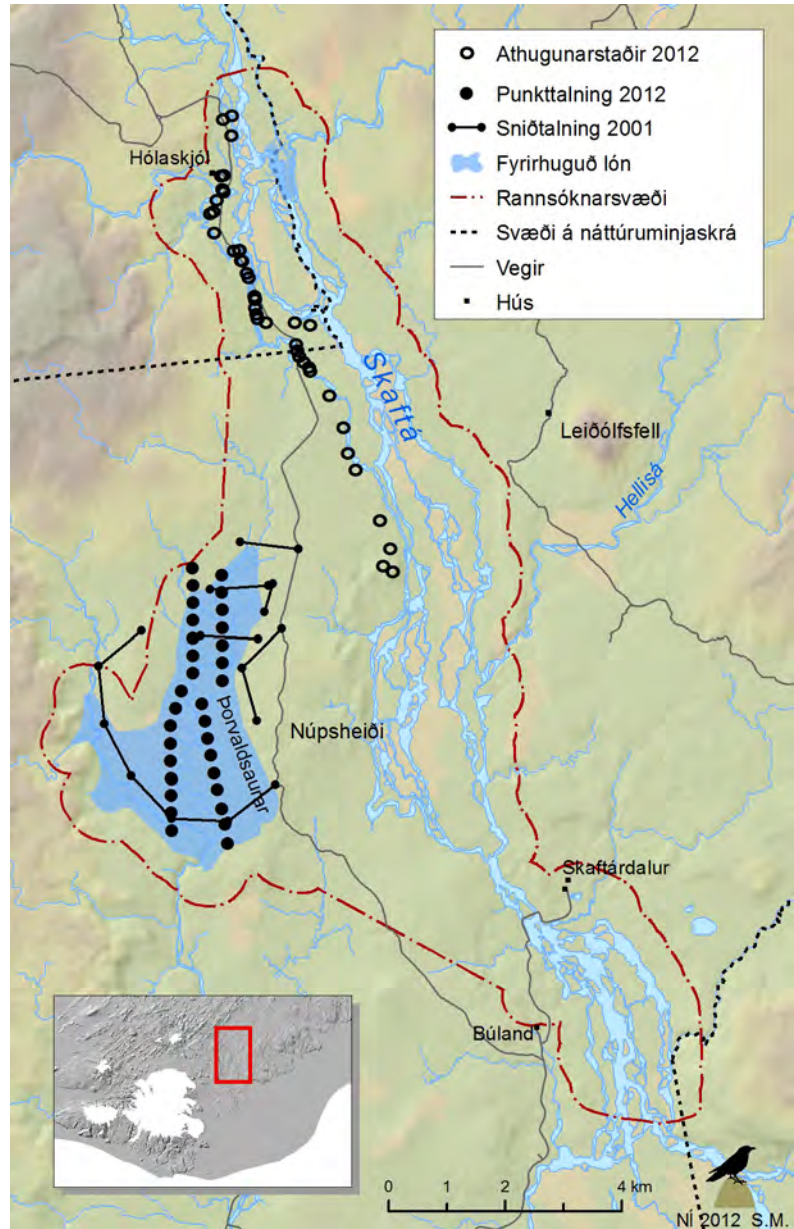 Athugunarstaðir 2012
Punkttalning 2012
Sniðtalning 2001
Fyrirhuguð lón
Rannsóknarsvæði
Svæði á náttúruminjaskrá
Vegir
Hús
Hólaskjól
Skaftá
Leiðólfsfell
Hellisá
Núpsheiði
Þorvaldsaurar
Skaftárdalur
Búland
0 1 2 4 km
NÍ 2012 S.M.